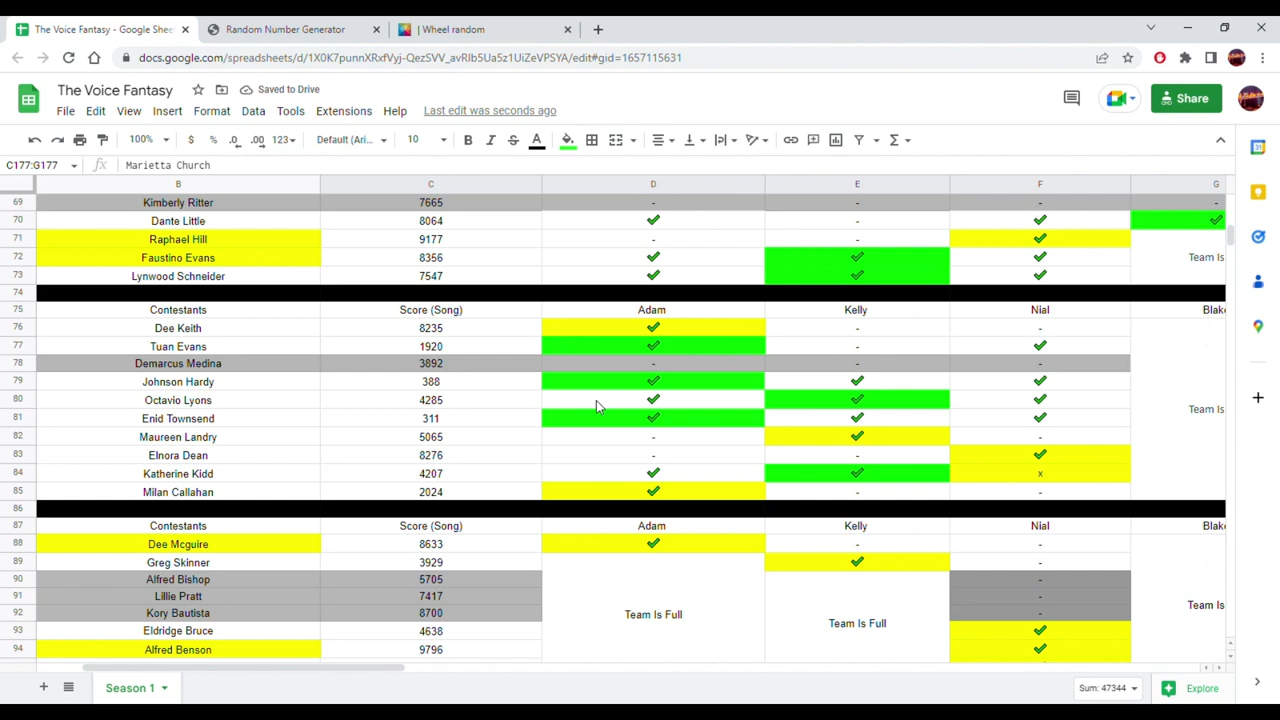 The Voice Fantasy - Google Shee
Random Number Generator
| Wheel random
docs.google.com/spreadsheets/d/1X0K7punnXRxfVyj-QezSVV_avRIb5Ua5z1UiZeVPSYA/edit#gid=1657115631
The Voice Fantasy Saved to Drive
File Edit View Insert Format Data Tools Extensions Help Last edit was seconds ago
Share
100% $ % .0 .00 123 Default (Ari... 10 B I S A
C177:G177 fx Marietta Church
B C D E F G
69 Kimberly Ritter 7665 - - - -
70 Dante Little 8064 ✔ - ✔ ✔
71 Raphael Hill 9177 - - ✔
72 Faustino Evans 8356 ✔ ✔ ✔ Team Is
73 Lynwood Schneider 7547 ✔ ✔ ✔
74
75 Contestants Score (Song) Adam Kelly Nial Blake
76 Dee Keith 8235 ✔ - -
77 Tuan Evans 1920 ✔ - ✔
78 Demarcus Medina 3892 - - -
79 Johnson Hardy 388 ✔ ✔ ✔
80 Octavio Lyons 4285 ✔ ✔ ✔ Team Is
81 Enid Townsend 311 ✔ ✔ ✔
82 Maureen Landry 5065 - ✔ -
83 Elnora Dean 8276 - - ✔
84 Katherine Kidd 4207 ✔ ✔ x
85 Milan Callahan 2024 ✔ - -
86
87 Contestants Score (Song) Adam Kelly Nial Blake
88 Dee Mcguire 8633 ✔ - -
89 Greg Skinner 3929 ✔ -
90 Alfred Bishop 5705 -
91 Lillie Pratt 7417 - Team Is
92 Kory Bautista 8700 Team Is Full Team Is Full -
93 Eldridge Bruce 4638 ✔
94 Alfred Benson 9796 ✔
Season 1
Sum: 47344
Explore